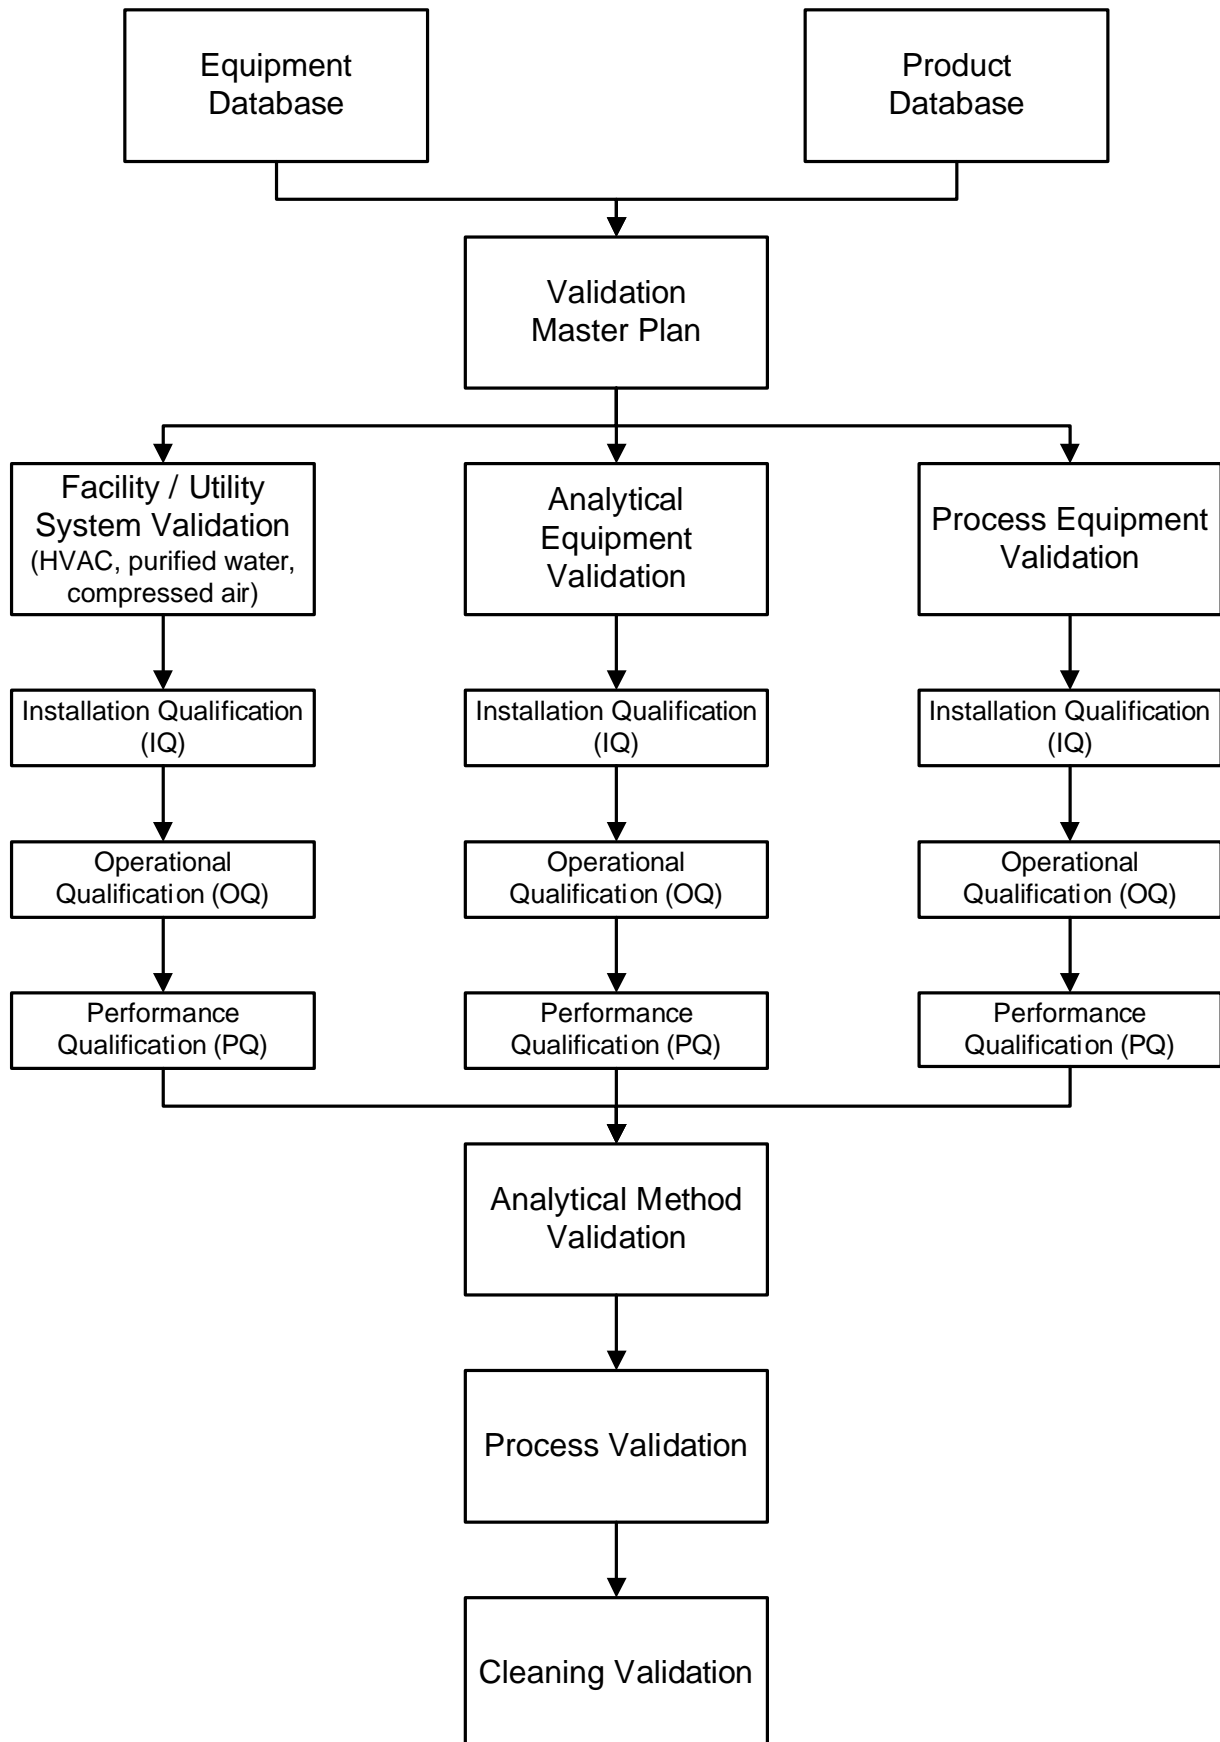 Equipment
Database
Product
Database
Validation
Master Plan
Facility / Utility
System Validation
(HVAC, purified water,
compressed air)
Analytical
Equipment
Validation
Process Equipment
Validation
Installation Qualification
(IQ)
Installation Qualification
(IQ)
Installation Qualification
(IQ)
Operational
Qualification (OQ)
Operational
Qualification (OQ)
Operational
Qualification (OQ)
Performance
Qualification (PQ)
Performance
Qualification (PQ)
Performance
Qualification (PQ)
Analytical Method
Validation
Process Validation
Cleaning Validation